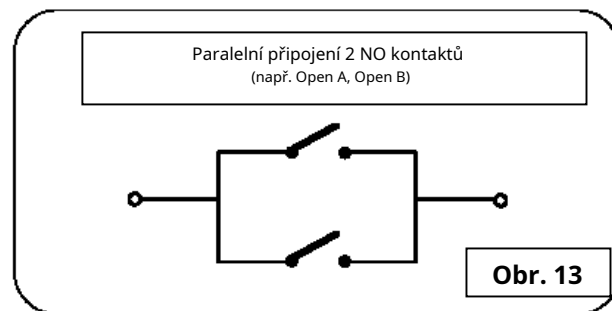 Paralelní připojení 2 NO kontaktů
(např. Open A, Open B)
Obr. 13